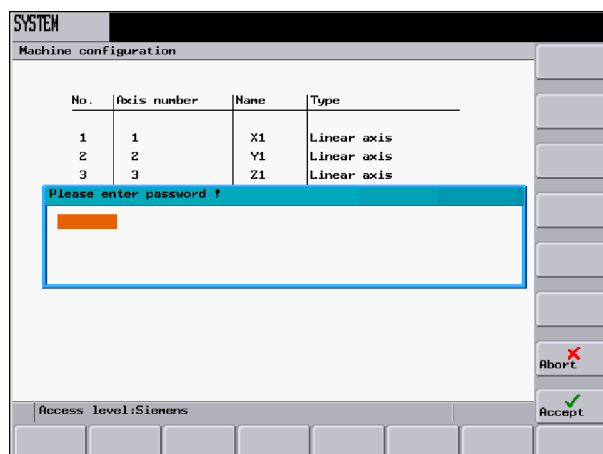 SYSTEM
Machine configuration
No. Axis number Name Type
1 1 X1 Linear axis
2 2 Y1 Linear axis
3 3 Z1 Linear axis
Please enter password !
Abort
Access level:Siemens
Accept